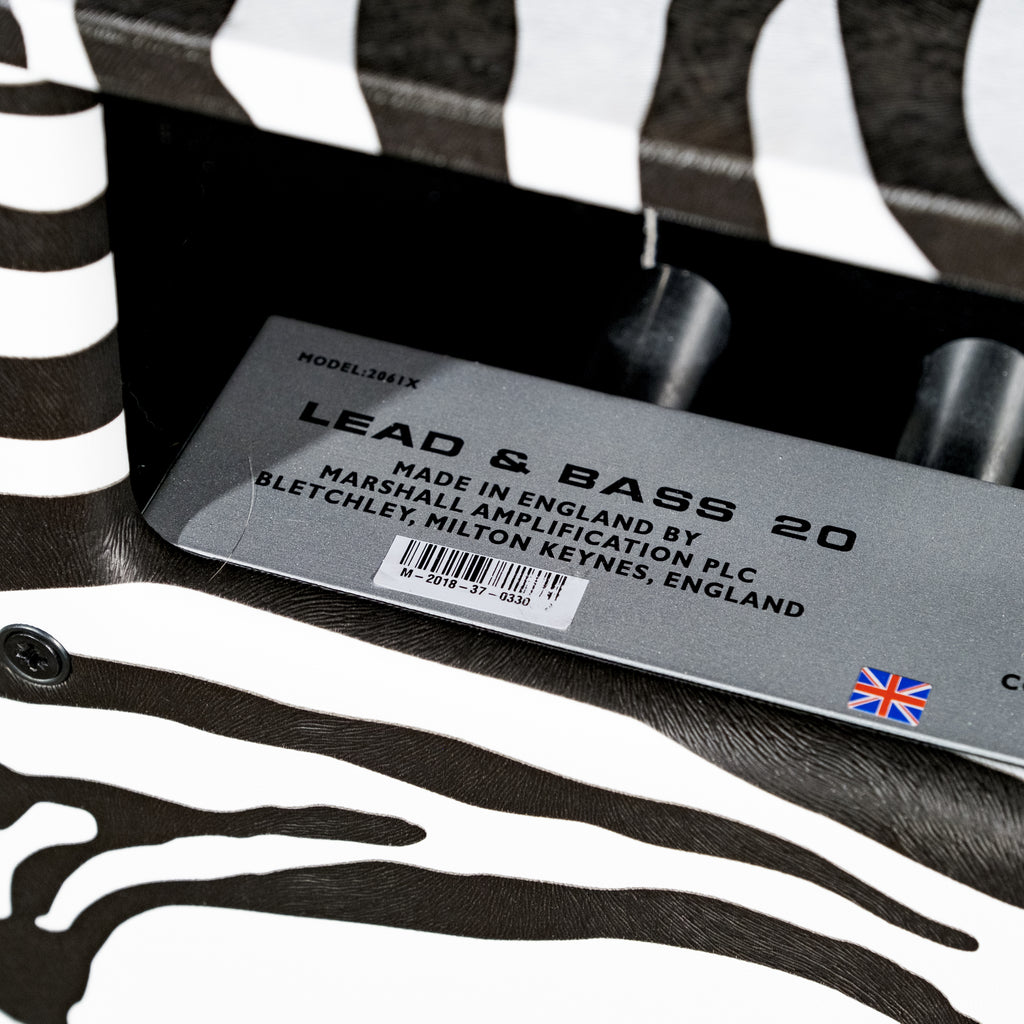 MODEL:2061X
LEAD & BASS 20
MADE IN ENGLAND BY
MARSHALL AMPLIFICATION PLC
BLETCHLEY, MILTON KEYNES, ENGLAND
M-2018-37-0330